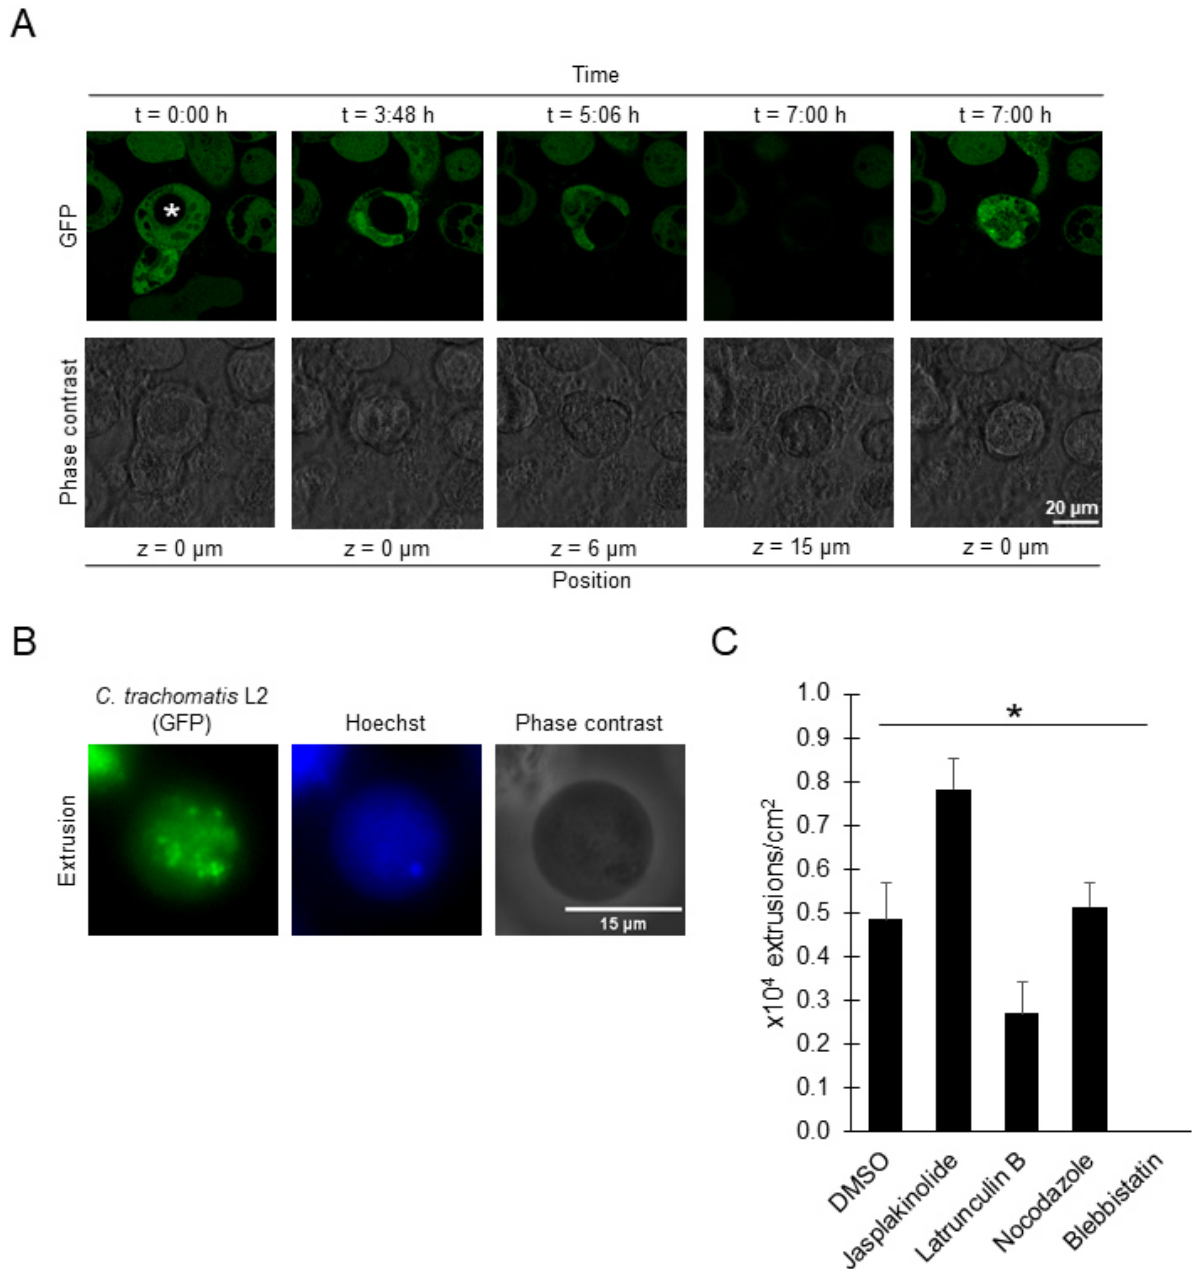 A
Time
t = 0:00 h
t = 3:48 h
t = 5:06 h
t = 7:00 h
t = 7:00 h
GFP
*
Phase contrast
20 µm
z = 0 µm
z = 0 µm
z = 6 µm
z = 15 µm
z = 0 µm
Position
B
C. trachomatis L2
(GFP)
Hoechst
Phase contrast
Extrusion
15 µm
C
x10⁴ extrusions/cm²
1.0
0.9
0.8
0.7
0.6
0.5
0.4
0.3
0.2
0.1
0.0
*
DMSO
Jasplakinolide
Latrunculin B
Nocodazole
Blebbistatin